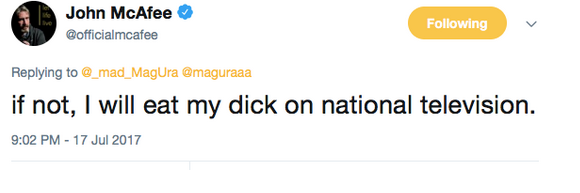 John McAfee
Following
@officialmcafee
Replying to @_mad_MagUra @maguraaa
if not, I will eat my dick on national television.
9:02 PM - 17 Jul 2017